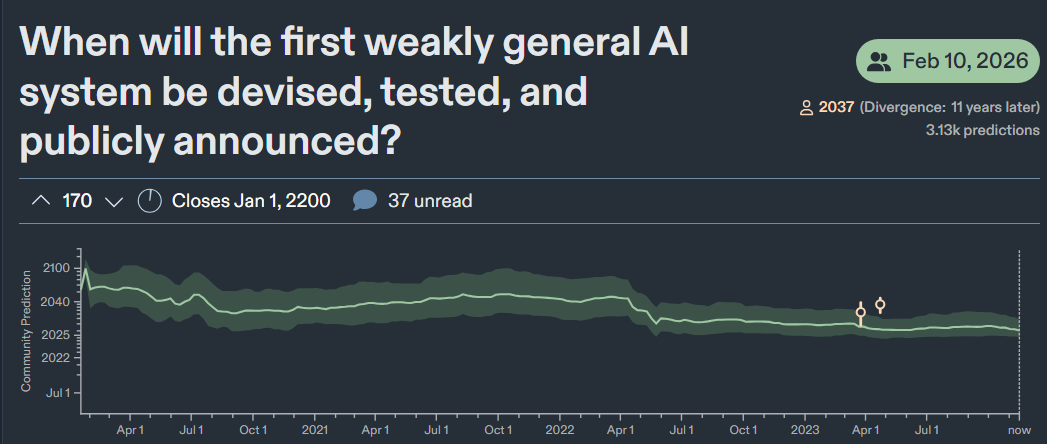 When will the first weakly general AI
system be devised, tested, and
publicly announced?
Feb 10, 2026
2037 (Divergence: 11 years later)
3.13k predictions
170
Closes Jan 1, 2200
37 unread
Community Prediction
2100
2040
2025
2022
Jul 1
Apr 1 Jul 1 Oct 1 2021 Apr 1 Jul 1 Oct 1 2022 Apr 1 Jul 1 Oct 1 2023 Apr 1 Jul 1 now